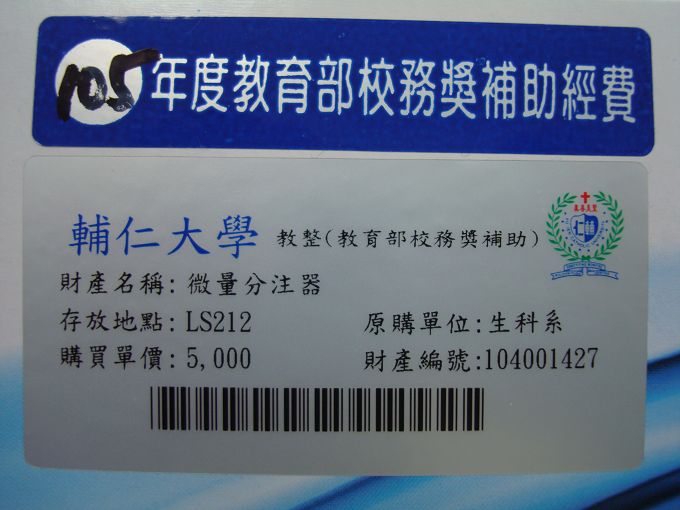 105年度教育部校務獎補助經費
輔仁大學 教整(教育部校務獎補助)
財產名稱: 微量分注器
存放地點: LS212 原購單位: 生科系
購買單價: 5,000 財產編號:104001427